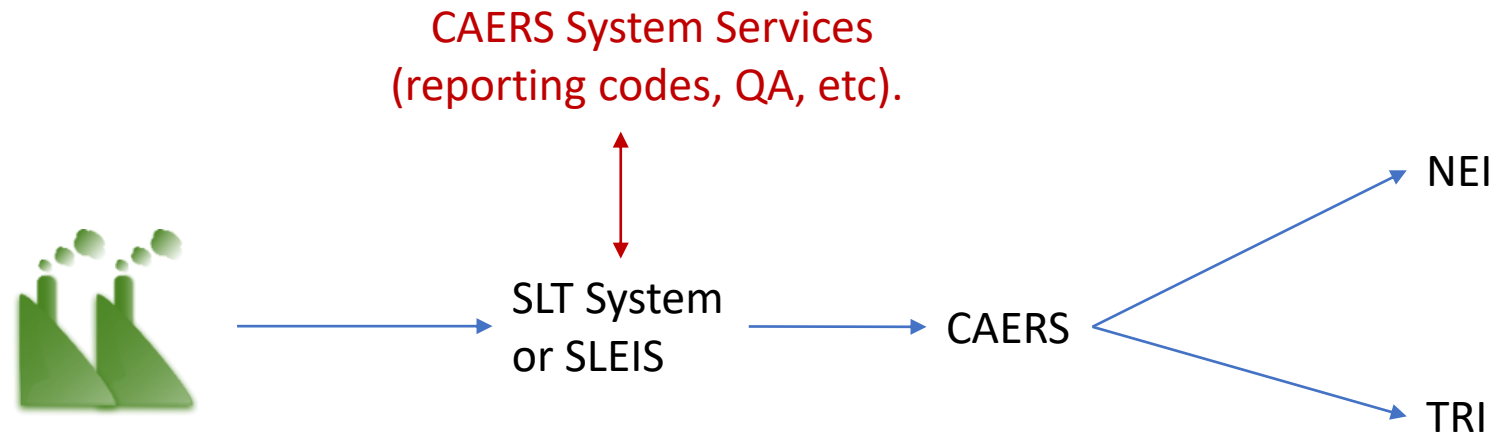 CAERS System Services
(reporting codes, QA, etc).
NEI
SLT System
or SLEIS
CAERS
TRI